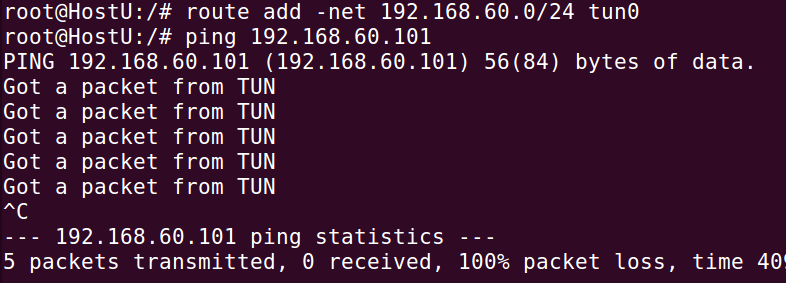 root@HostU:/# route add -net 192.168.60.0/24 tun0
root@HostU:/# ping 192.168.60.101
PING 192.168.60.101 (192.168.60.101) 56(84) bytes of data.
Got a packet from TUN
Got a packet from TUN
Got a packet from TUN
Got a packet from TUN
Got a packet from TUN
^C
--- 192.168.60.101 ping statistics ---
5 packets transmitted, 0 received, 100% packet loss, time 409